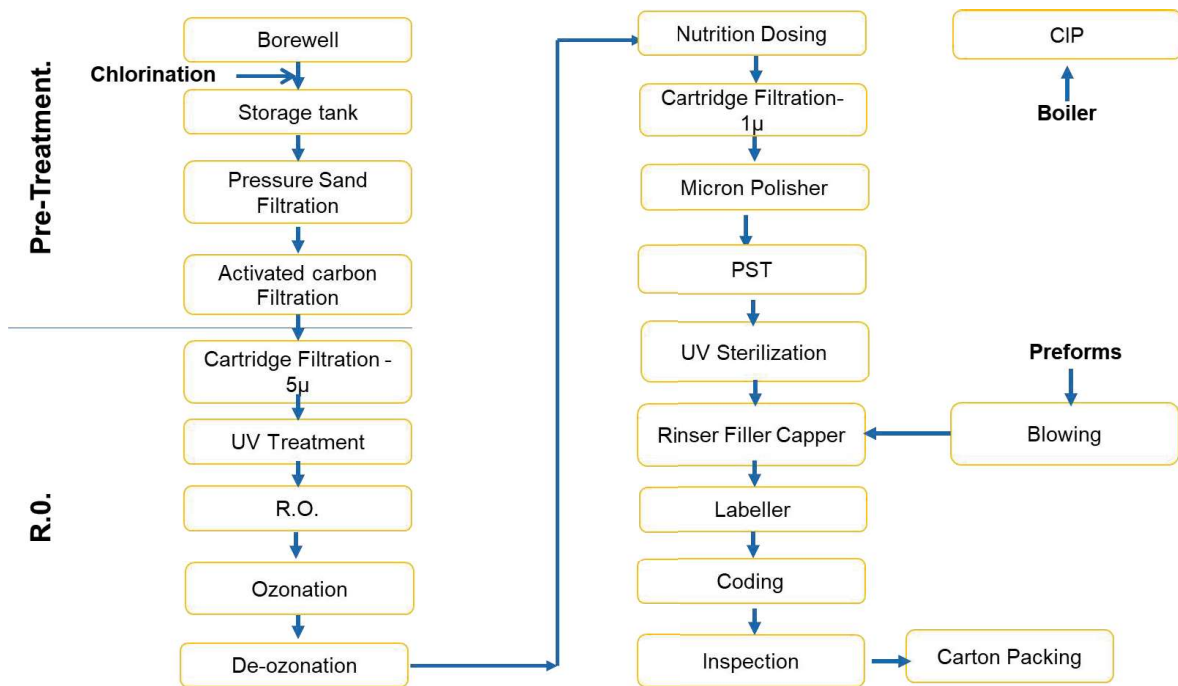 Pre-Treatment.
Borewell
Chlorination
Storage tank
Pressure Sand
Filtration
Activated carbon
Filtration
R.0.
Cartridge Filtration -
5µ
UV Treatment
R.O.
Ozonation
De-ozonation
Nutrition Dosing
Cartridge Filtration-
1µ
Micron Polisher
PST
UV Sterilization
Rinser Filler Capper
Labeller
Coding
Inspection
CIP
Boiler
Preforms
Blowing
Carton Packing